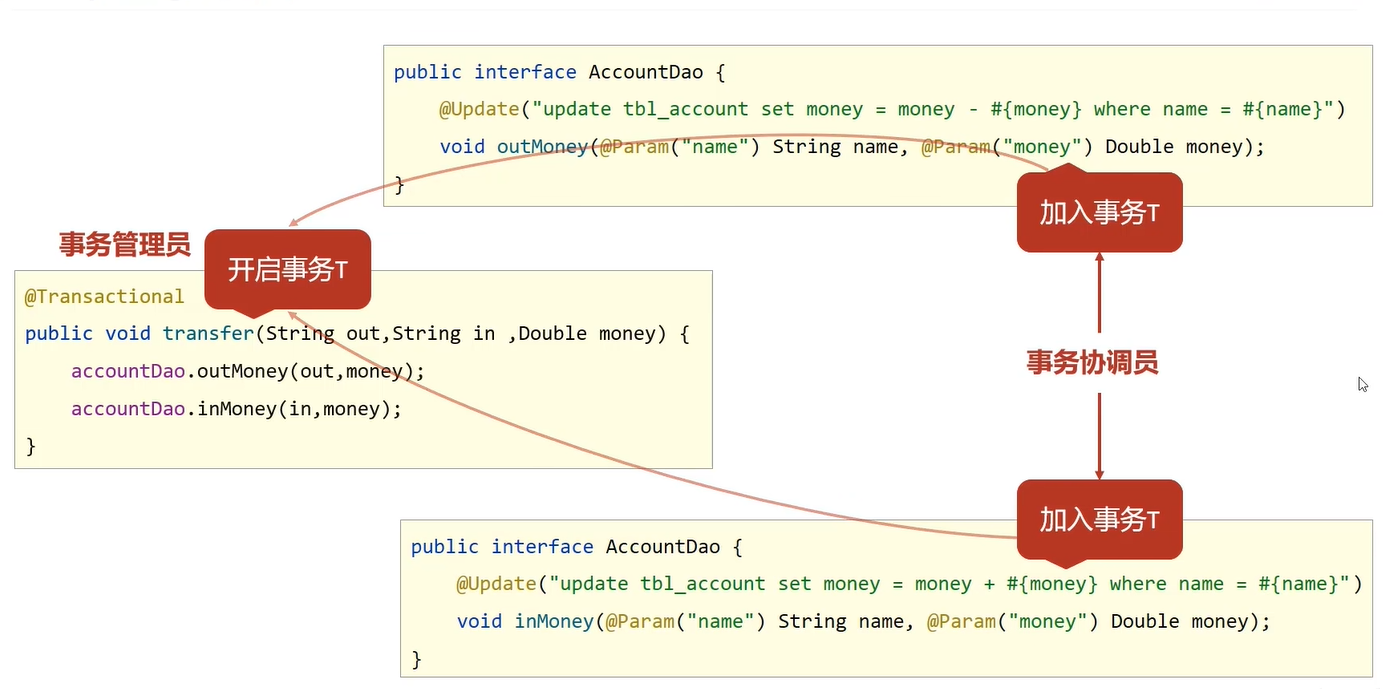 public interface AccountDao {
@Update("update tbl_account set money = money - #{money} where name = #{name}")
void outMoney(@Param("name") String name, @Param("money") Double money);
}
加入事务T
事务管理员
开启事务T
@Transactional
public void transfer(String out,String in ,Double money) {
accountDao.outMoney(out,money);
accountDao.inMoney(in,money);
}
事务协调员
加入事务T
public interface AccountDao {
@Update("update tbl_account set money = money + #{money} where name = #{name}")
void inMoney(@Param("name") String name, @Param("money") Double money);
}